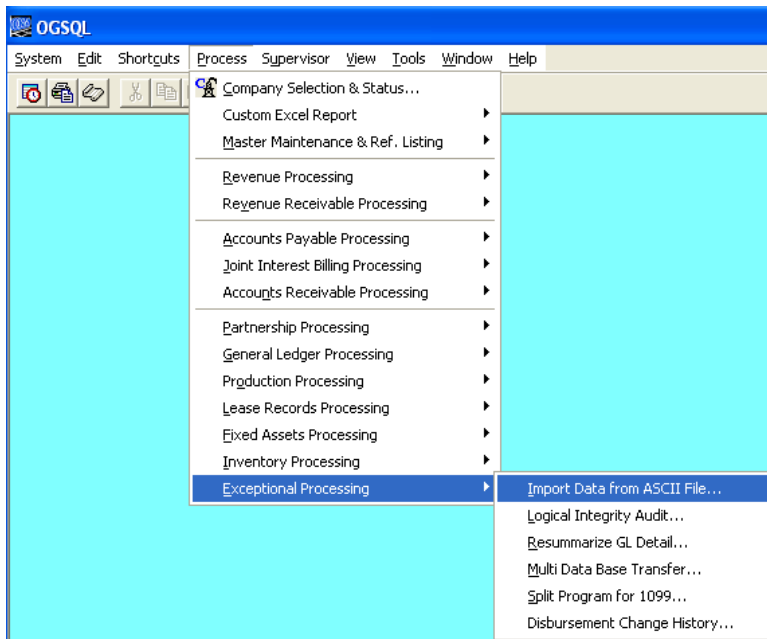 OGSQL
System Edit Shortcuts Process Supervisor View Tools Window Help
Company Selection & Status...
Custom Excel Report
Master Maintenance & Ref. Listing
Revenue Processing
Revenue Receivable Processing
Accounts Payable Processing
Joint Interest Billing Processing
Accounts Receivable Processing
Partnership Processing
General Ledger Processing
Production Processing
Lease Records Processing
Fixed Assets Processing
Inventory Processing
Exceptional Processing
Import Data from ASCII File...
Logical Integrity Audit...
Resummarize GL Detail...
Multi Data Base Transfer...
Split Program for 1099...
Disbursement Change History...